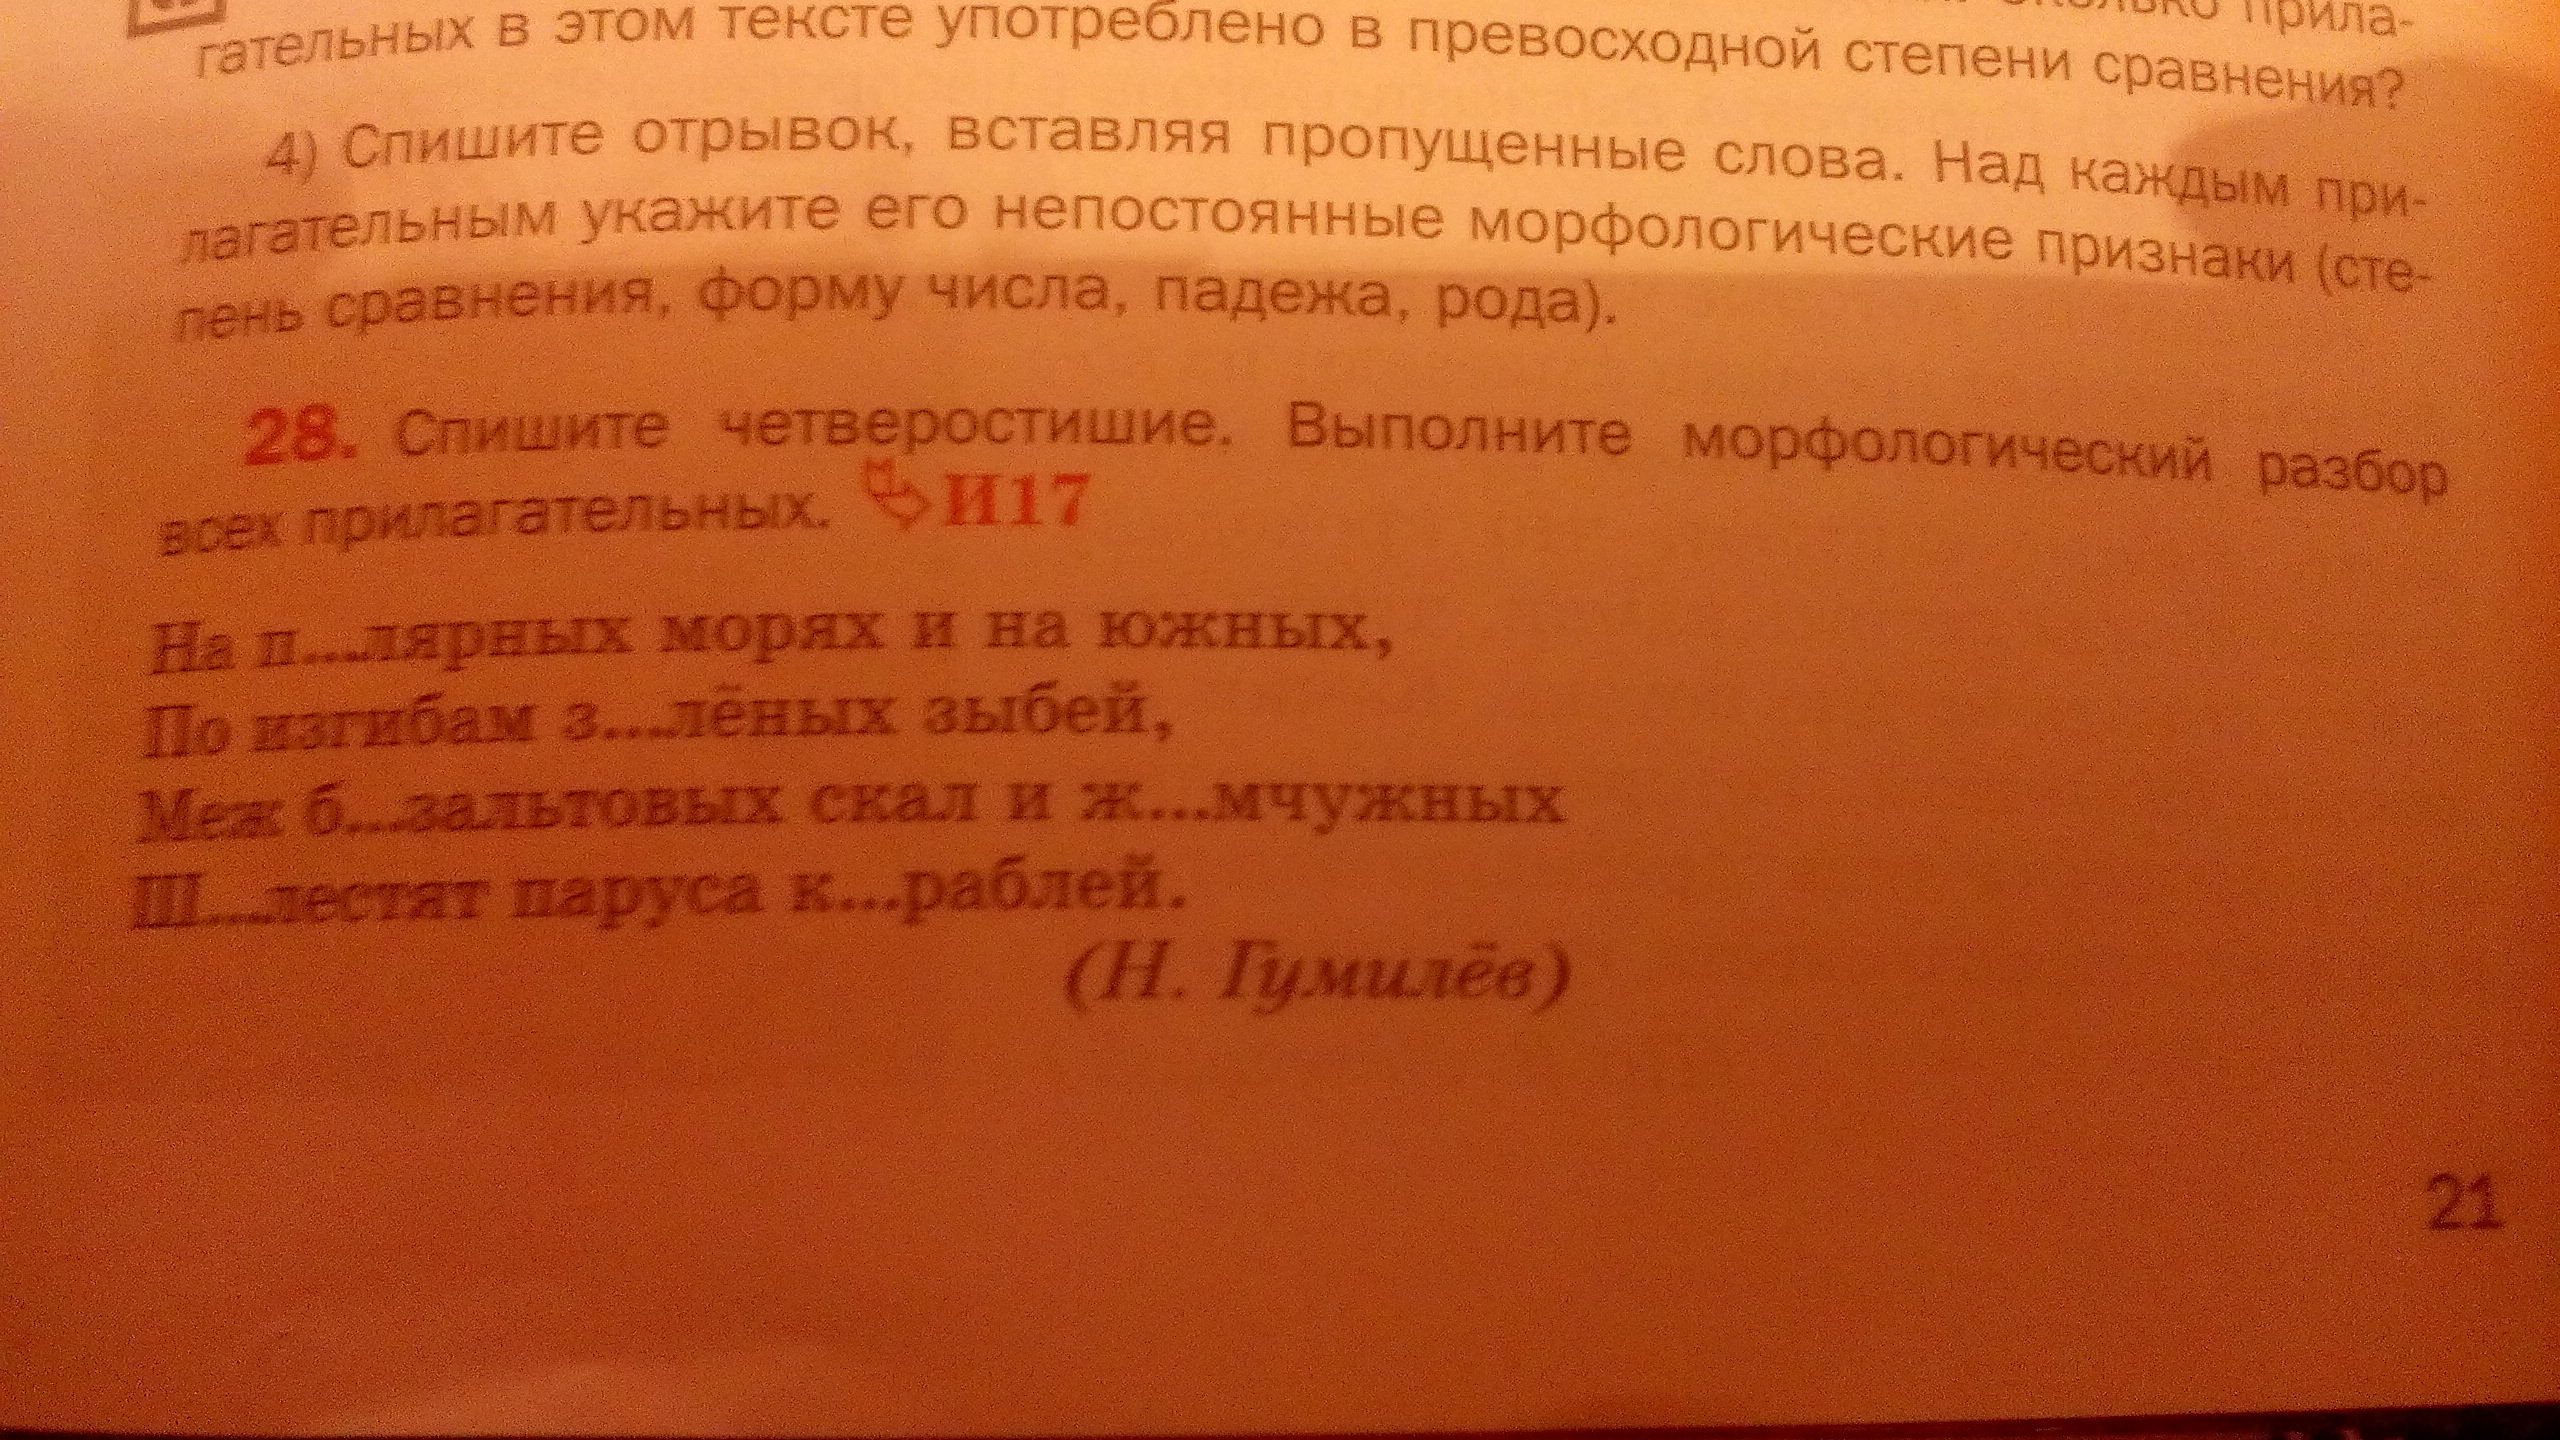 сколько прила-
гательных в этом тексте употреблено в превосходной степени сравнения?
4) Спишите отрывок, вставляя пропущенные слова. Над каждым при-
лагательным укажите его непостоянные морфологические признаки (сте-
пень сравнения, форму числа, падежа, рода).
28. Спишите четверостишие. Выполните морфологический разбор
всех прилагательных. И17
На п...лярных морях и на южных,
По изгибам з...лёных зыбей,
Меж б...зальтовых скал и ж...мчужных
Ш...лестят паруса к...раблей.
(Н. Гумилёв)
21